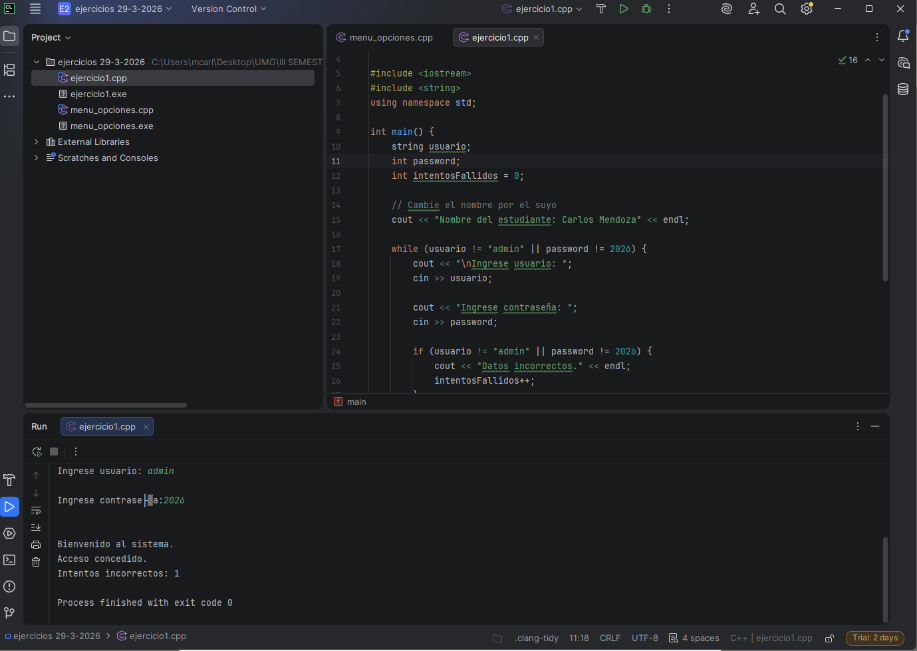 CL
E2 ejercicios 29-3-2026
Version Control
ejercicio1.cpp
Project
ejercicios 29-3-2026 C:\Users\mcarl\Desktop\UMG\III SEMEST
ejercicio1.cpp
ejercicio1.exe
menu_opciones.cpp
menu_opciones.exe
External Libraries
Scratches and Consoles
menu_opciones.cpp
ejercicio1.cpp
16
4
5 #include <iostream>
6 #include <string>
7 using namespace std;
8
9 int main() {
10 string usuario;
11 int password;
12 int intentosFallidos = 0;
13
14 // Cambie el nombre por el suyo
15 cout << "Nombre del estudiante: Carlos Mendoza" << endl;
16
17 while (usuario != "admin" || password != 2026) {
18 cout << "\nIngrese usuario: ";
19 cin >> usuario;
20
21 cout << "Ingrese contraseña: ";
22 cin >> password;
23
24 if (usuario != "admin" || password != 2026) {
25 cout << "Datos incorrectos." << endl;
26 intentosFallidos++;
main
Run
ejercicio1.cpp
Ingrese usuario: admin
Ingrese contrase├▒a:2026
Bienvenido al sistema.
Acceso concedido.
Intentos incorrectos: 1
Process finished with exit code 0
ejercicios 29-3-2026 > ejercicio1.cpp
.clang-tidy 11:18 CRLF UTF-8 4 spaces C++ | ejercicio1.cpp Trial: 2 days